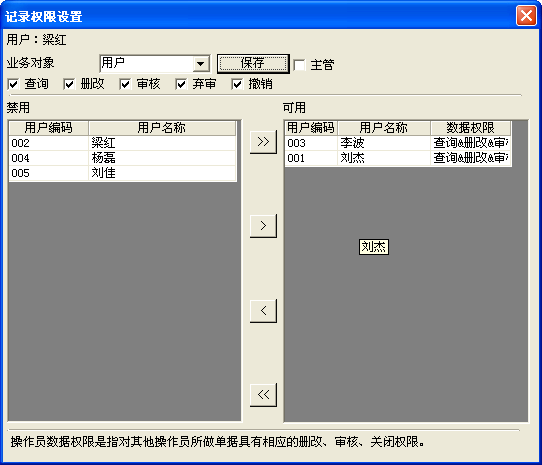 记录权限设置
用户：梁红
业务对象 用户 保存 主管
查询 删改 审核 弃审 撤销
禁用 可用
用户编码 用户名称 用户编码 用户名称 数据权限
002 梁红 >> 003 李波 查询&删改&审
004 杨磊 001 刘杰 查询&删改&审
005 刘佳
>
刘杰
<
<<
操作员数据权限是指对其他操作员所做单据具有相应的删改、审核、关闭权限。